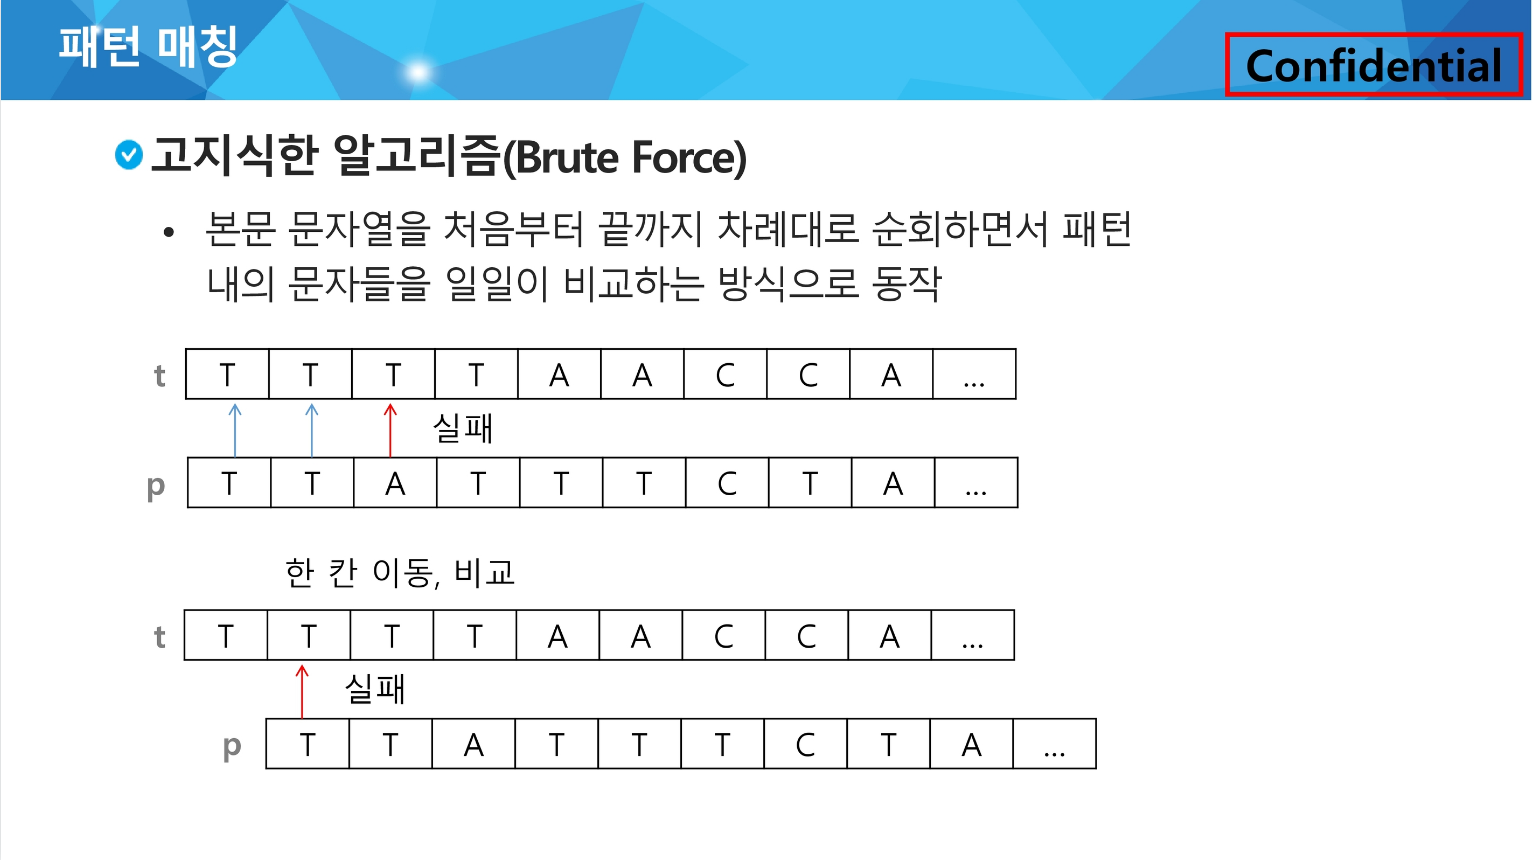 패턴 매칭
Confidential
고지식한 알고리즘(Brute Force)
• 본문 문자열을 처음부터 끝까지 차례대로 순회하면서 패턴
내의 문자들을 일일이 비교하는 방식으로 동작
t T T T T A A C C A ...
실패
p T T A T T T C T A ...
한 칸 이동, 비교
t T T T T A A C C A ...
실패
p T T A T T T C T A ...